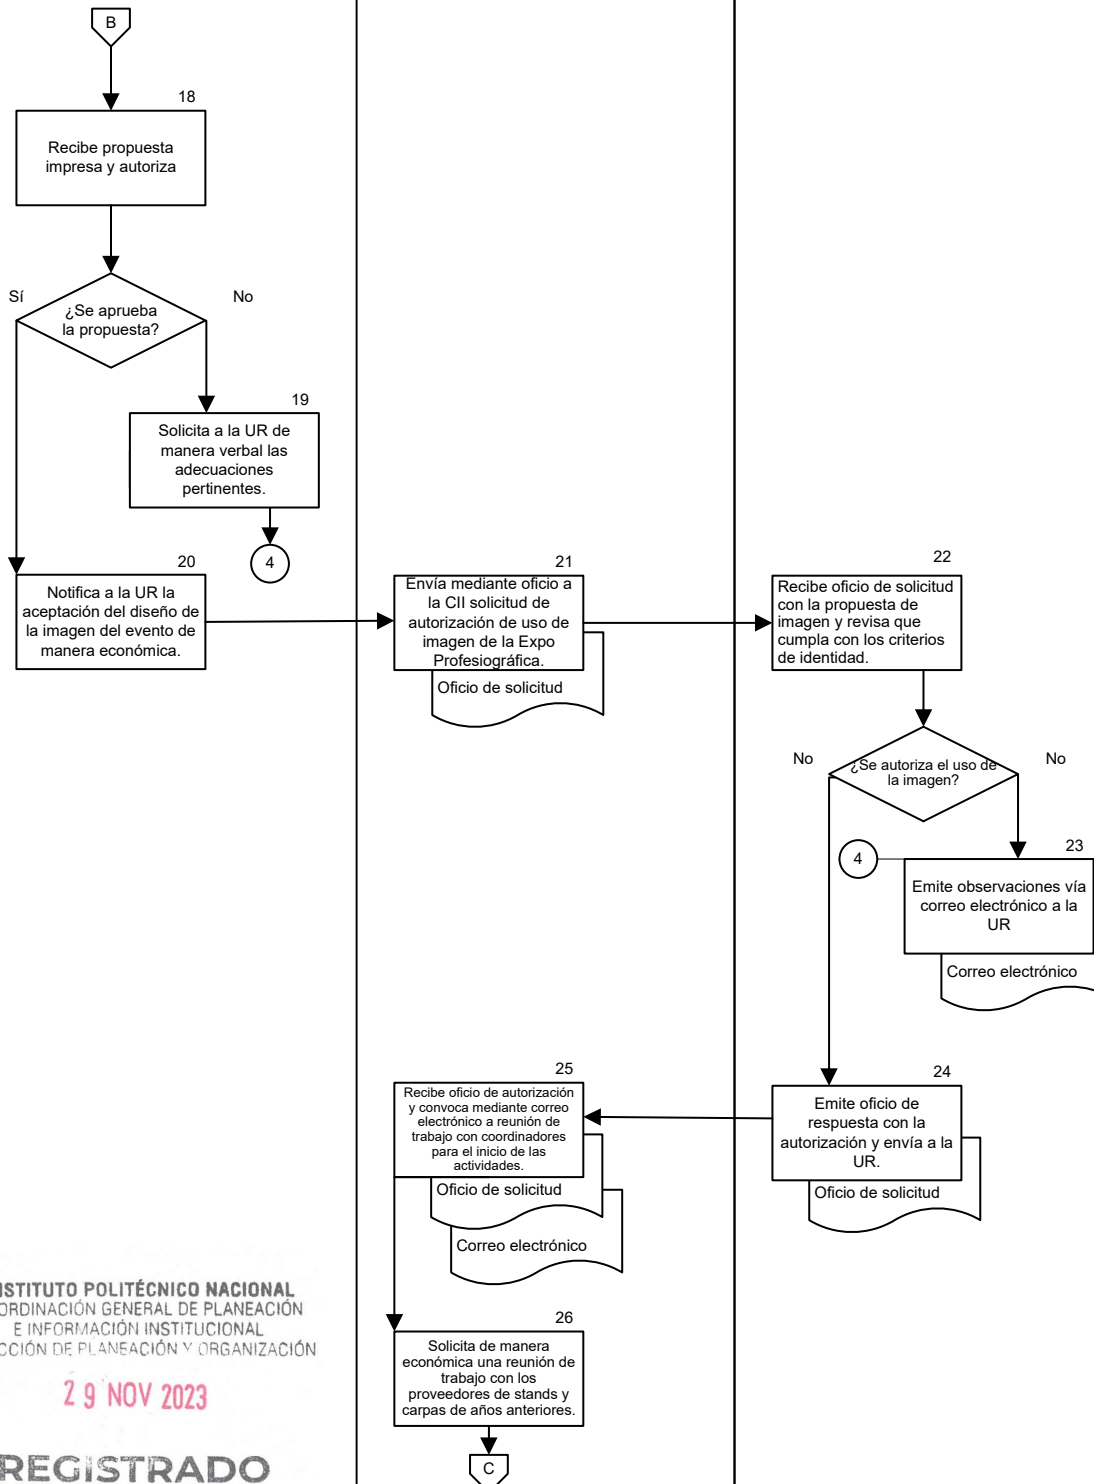 B
18
Recibe propuesta
impresa y autoriza
Sí
¿Se aprueba
la propuesta?
No
19
Solicita a la UR de
manera verbal las
adecuaciones
pertinentes.
4
20
Notifica a la UR la
aceptación del diseño de
la imagen del evento de
manera económica.
21
Envía mediante oficio a
la CII solicitud de
autorización de uso de
imagen de la Expo
Profesiográfica.
Oficio de solicitud
22
Recibe oficio de solicitud
con la propuesta de
imagen y revisa que
cumpla con los criterios
de identidad.
No
¿Se autoriza el uso de
la imagen?
No
4
23
Emite observaciones vía
correo electrónico a la
UR
Correo electrónico
24
Emite oficio de
respuesta con la
autorización y envía a la
UR.
Oficio de solicitud
25
Recibe oficio de autorización
y convoca mediante correo
electrónico a reunión de
trabajo con coordinadores
para el inicio de las
actividades.
Oficio de solicitud
Correo electrónico
26
Solicita de manera
económica una reunión de
trabajo con los
proveedores de stands y
carpas de años anteriores.
C
ISTITUTO POLITÉCNICO NACIONAL
ORDINACIÓN GENERAL DE PLANEACIÓN
E INFORMACIÓN INSTITUCIONAL
CCIÓN DE PLANEACIÓN Y ORGANIZACIÓN
29 NOV 2023
REGISTRADO